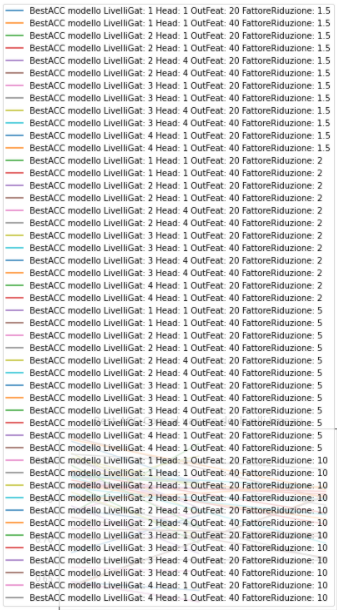 BestACC modello LivelliGat: 1 Head: 1 OutFeat: 20 FattoreRiduzione: 1.5
BestACC modello LivelliGat: 1 Head: 1 OutFeat: 40 FattoreRiduzione: 1.5
BestACC modello LivelliGat: 2 Head: 1 OutFeat: 20 FattoreRiduzione: 1.5
BestACC modello LivelliGat: 2 Head: 1 OutFeat: 40 FattoreRiduzione: 1.5
BestACC modello LivelliGat: 2 Head: 4 OutFeat: 20 FattoreRiduzione: 1.5
BestACC modello LivelliGat: 2 Head: 4 OutFeat: 40 FattoreRiduzione: 1.5
BestACC modello LivelliGat: 3 Head: 1 OutFeat: 20 FattoreRiduzione: 1.5
BestACC modello LivelliGat: 3 Head: 1 OutFeat: 40 FattoreRiduzione: 1.5
BestACC modello LivelliGat: 3 Head: 4 OutFeat: 20 FattoreRiduzione: 1.5
BestACC modello LivelliGat: 3 Head: 4 OutFeat: 40 FattoreRiduzione: 1.5
BestACC modello LivelliGat: 4 Head: 1 OutFeat: 20 FattoreRiduzione: 1.5
BestACC modello LivelliGat: 4 Head: 1 OutFeat: 40 FattoreRiduzione: 1.5
BestACC modello LivelliGat: 1 Head: 1 OutFeat: 20 FattoreRiduzione: 2
BestACC modello LivelliGat: 1 Head: 1 OutFeat: 40 FattoreRiduzione: 2
BestACC modello LivelliGat: 2 Head: 1 OutFeat: 20 FattoreRiduzione: 2
BestACC modello LivelliGat: 2 Head: 1 OutFeat: 40 FattoreRiduzione: 2
BestACC modello LivelliGat: 2 Head: 4 OutFeat: 20 FattoreRiduzione: 2
BestACC modello LivelliGat: 2 Head: 4 OutFeat: 40 FattoreRiduzione: 2
BestACC modello LivelliGat: 3 Head: 1 OutFeat: 20 FattoreRiduzione: 2
BestACC modello LivelliGat: 3 Head: 1 OutFeat: 40 FattoreRiduzione: 2
BestACC modello LivelliGat: 3 Head: 4 OutFeat: 20 FattoreRiduzione: 2
BestACC modello LivelliGat: 3 Head: 4 OutFeat: 40 FattoreRiduzione: 2
BestACC modello LivelliGat: 4 Head: 1 OutFeat: 20 FattoreRiduzione: 2
BestACC modello LivelliGat: 4 Head: 1 OutFeat: 40 FattoreRiduzione: 2
BestACC modello LivelliGat: 1 Head: 1 OutFeat: 20 FattoreRiduzione: 5
BestACC modello LivelliGat: 1 Head: 1 OutFeat: 40 FattoreRiduzione: 5
BestACC modello LivelliGat: 2 Head: 1 OutFeat: 20 FattoreRiduzione: 5
BestACC modello LivelliGat: 2 Head: 1 OutFeat: 40 FattoreRiduzione: 5
BestACC modello LivelliGat: 2 Head: 4 OutFeat: 20 FattoreRiduzione: 5
BestACC modello LivelliGat: 2 Head: 4 OutFeat: 40 FattoreRiduzione: 5
BestACC modello LivelliGat: 3 Head: 1 OutFeat: 20 FattoreRiduzione: 5
BestACC modello LivelliGat: 3 Head: 1 OutFeat: 40 FattoreRiduzione: 5
BestACC modello LivelliGat: 3 Head: 4 OutFeat: 20 FattoreRiduzione: 5
BestACC modello LivelliGat: 3 Head: 4 OutFeat: 40 FattoreRiduzione: 5
BestACC modello LivelliGat: 4 Head: 1 OutFeat: 20 FattoreRiduzione: 5
BestACC modello LivelliGat: 4 Head: 1 OutFeat: 40 FattoreRiduzione: 5
BestACC modello LivelliGat: 1 Head: 1 OutFeat: 20 FattoreRiduzione: 10
BestACC modello LivelliGat: 1 Head: 1 OutFeat: 40 FattoreRiduzione: 10
BestACC modello LivelliGat: 2 Head: 1 OutFeat: 20 FattoreRiduzione: 10
BestACC modello LivelliGat: 2 Head: 1 OutFeat: 40 FattoreRiduzione: 10
BestACC modello LivelliGat: 2 Head: 4 OutFeat: 20 FattoreRiduzione: 10
BestACC modello LivelliGat: 2 Head: 4 OutFeat: 40 FattoreRiduzione: 10
BestACC modello LivelliGat: 3 Head: 1 OutFeat: 20 FattoreRiduzione: 10
BestACC modello LivelliGat: 3 Head: 1 OutFeat: 40 FattoreRiduzione: 10
BestACC modello LivelliGat: 3 Head: 4 OutFeat: 20 FattoreRiduzione: 10
BestACC modello LivelliGat: 3 Head: 4 OutFeat: 40 FattoreRiduzione: 10
BestACC modello LivelliGat: 4 Head: 1 OutFeat: 20 FattoreRiduzione: 10
BestACC modello LivelliGat: 4 Head: 1 OutFeat: 40 FattoreRiduzione: 10